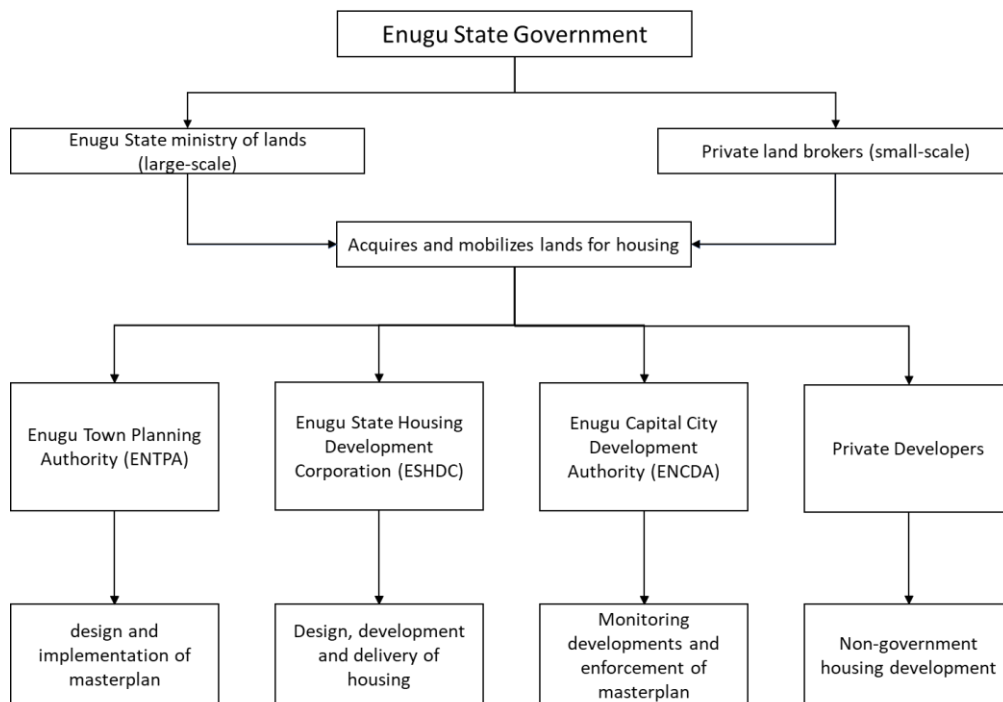 Enugu State Government
Enugu State ministry of lands
(large-scale)
Private land brokers (small-scale)
Acquires and mobilizes lands for housing
Enugu Town Planning
Authority (ENTPA)
Enugu State Housing
Development
Corporation (ESHDC)
Enugu Capital City
Development
Authority (ENCDA)
Private Developers
design and
implementation of
masterplan
Design, development
and delivery of
housing
Monitoring
developments and
enforcement of
masterplan
Non-government
housing development